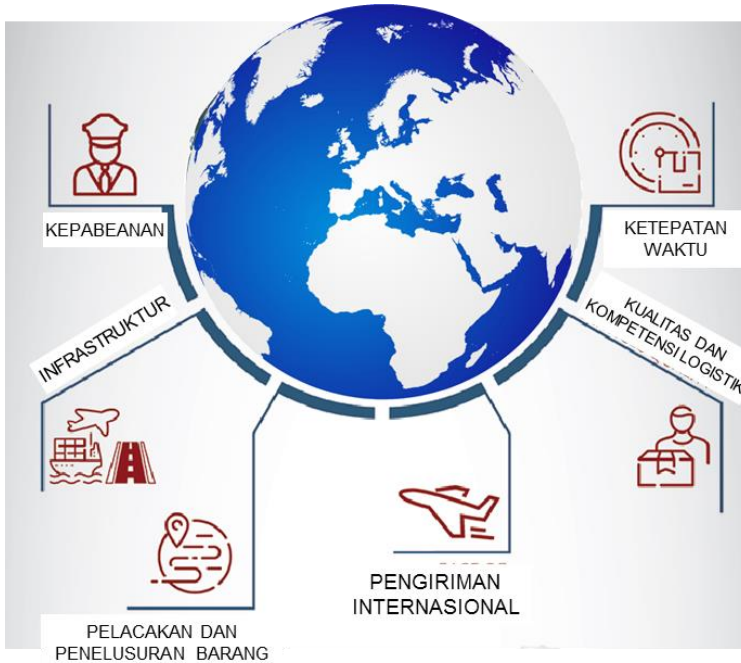 KEPABEANAN
KETEPATAN
WAKTU
INFRASTRUKTUR
KUALITAS DAN
KOMPETENSI LOGISTIK
PENGIRIMAN
INTERNASIONAL
PELACAKAN DAN
PENELUSURAN BARANG